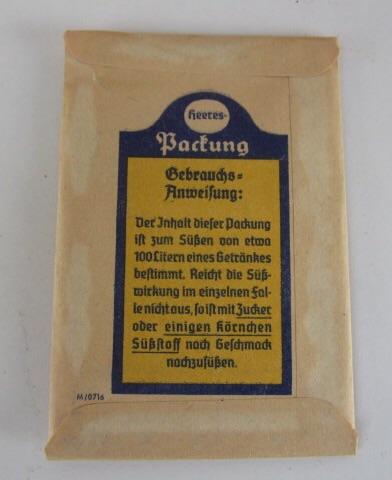 Heeres-
Packung
Gebrauchs-
Anweisung:
Der Inhalt dieser Packung
ist zum Süßen von etwa
100 Litern eines Getränkes
bestimmt. Reicht die Süß-
wirkung im einzelnen Fal-
le nicht aus, so ist mit Zucker
oder einigen Körnchen
Süßstoff nach Geschmack
nachzusüßen.
M/0716